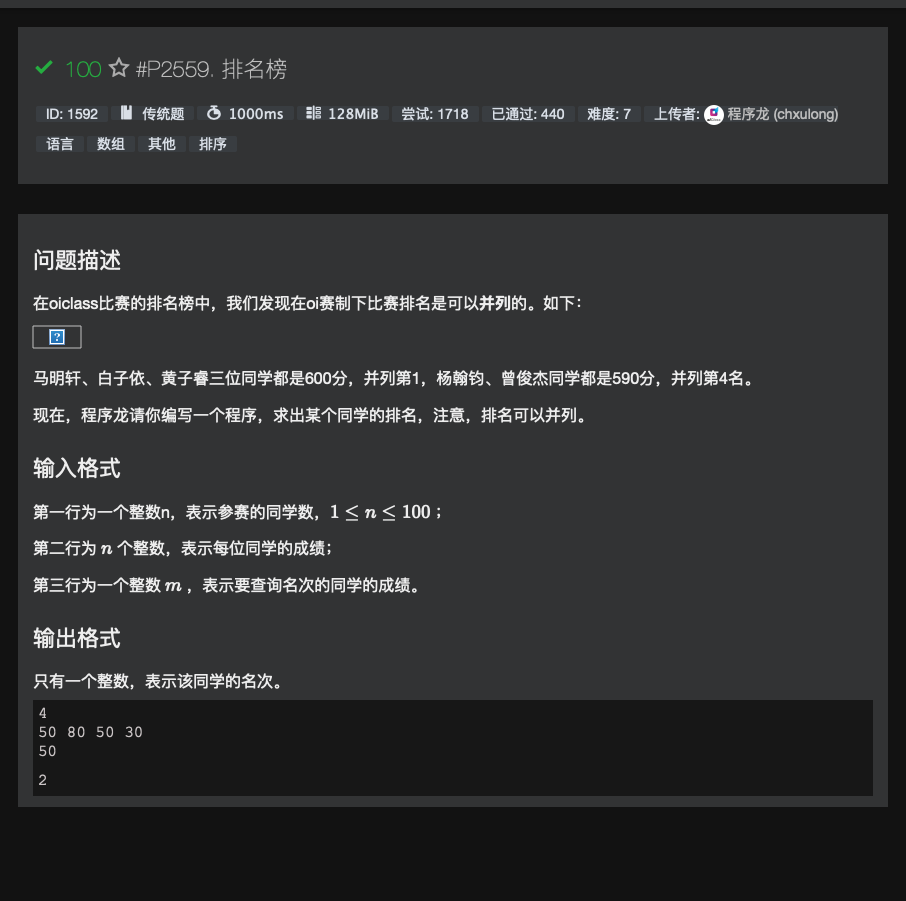 100 #P2559. 排名榜
ID: 1592 传统题 1000ms 128MiB 尝试: 1718 已通过: 440 难度: 7 上传者: 程序龙 (chxulong)
语言 数组 其他 排序
问题描述
在oiclass比赛的排名榜中，我们发现在oi赛制下比赛排名是可以并列的。如下：
马明轩、白子依、黄子睿三位同学都是600分，并列第1，杨翰钧、曾俊杰同学都是590分，并列第4名。
现在，程序龙请你编写一个程序，求出某个同学的排名，注意，排名可以并列。
输入格式
第一行为一个整数n，表示参赛的同学数，1 ≤ n ≤ 100；
第二行为 n 个整数，表示每位同学的成绩；
第三行为一个整数 m ，表示要查询名次的同学的成绩。
输出格式
只有一个整数，表示该同学的名次。
4
50 80 50 30
50
2